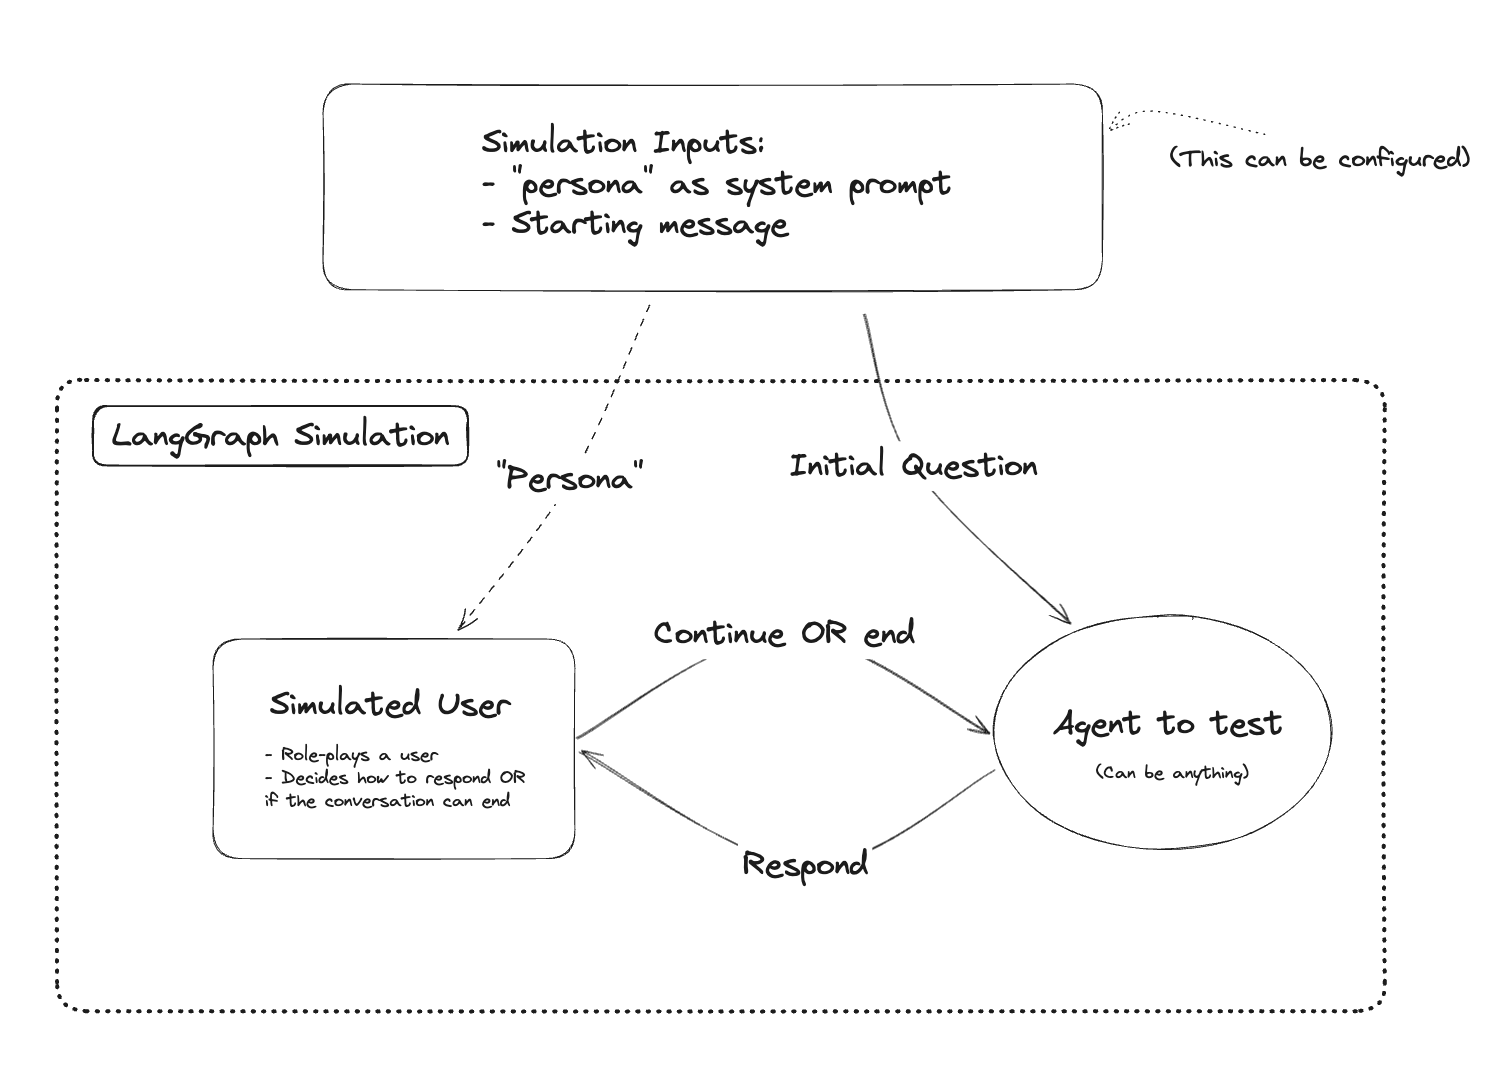 Simulation Inputs:
- "persona" as system prompt
- Starting message
(This can be configured)
LangGraph Simulation
"Persona"
Initial Question
Continue OR end
Simulated User
- Role-plays a user
- Decides how to respond OR
if the conversation can end
Agent to test
(Can be anything)
Respond